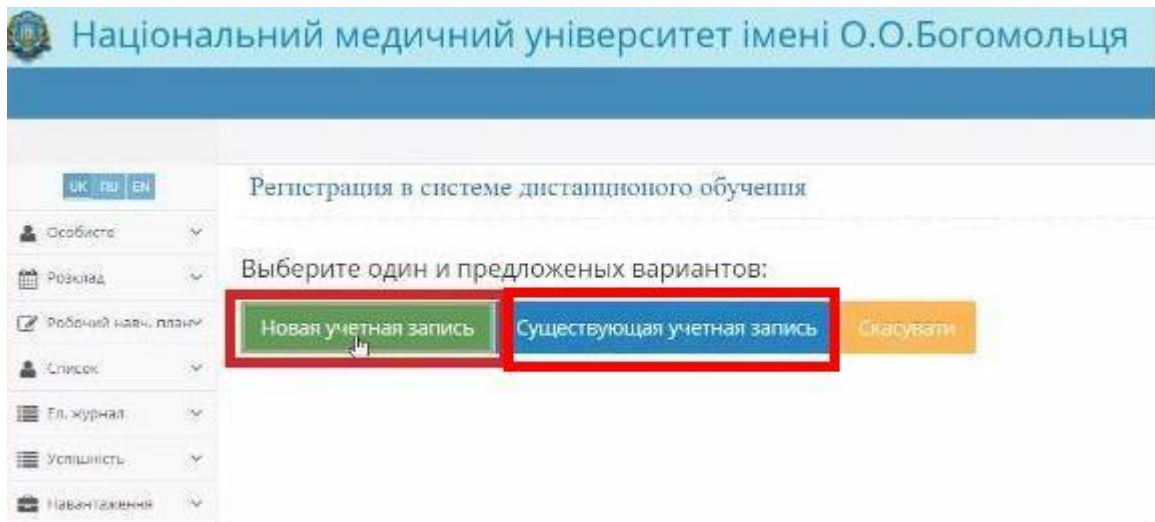 Національний медичний університет імені О.О.Богомольця
UK RU EN
Регистрация в системе дистанционого обучения
Особисте
Розклад
Выберите один и предложеных вариантов:
Робочий навч. план
Новая учетная запись Существующая учетная запись Скасувати
Список
Ел. журнал
Успішність
Навантаження